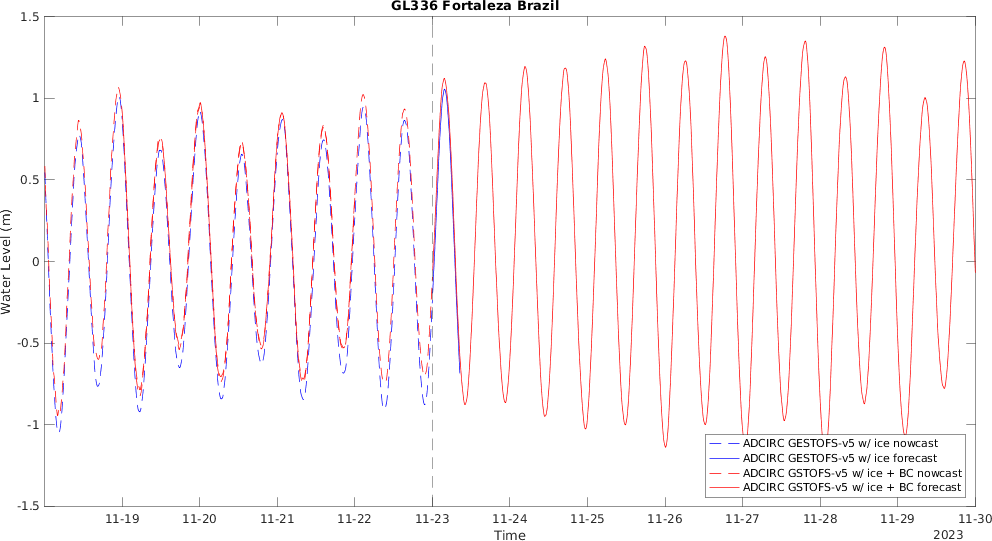 GL336 Fortaleza Brazil
1.5
1
0.5
0
-0.5
-1
-1.5
Water Level (m)
ADCIRC GESTOFS-v5 w/ ice nowcast
ADCIRC GESTOFS-v5 w/ ice forecast
ADCIRC GSTOFS-v5 w/ ice + BC nowcast
ADCIRC GSTOFS-v5 w/ ice + BC forecast
11-19 11-20 11-21 11-22 11-23 11-24 11-25 11-26 11-27 11-28 11-29 11-30
Time
2023